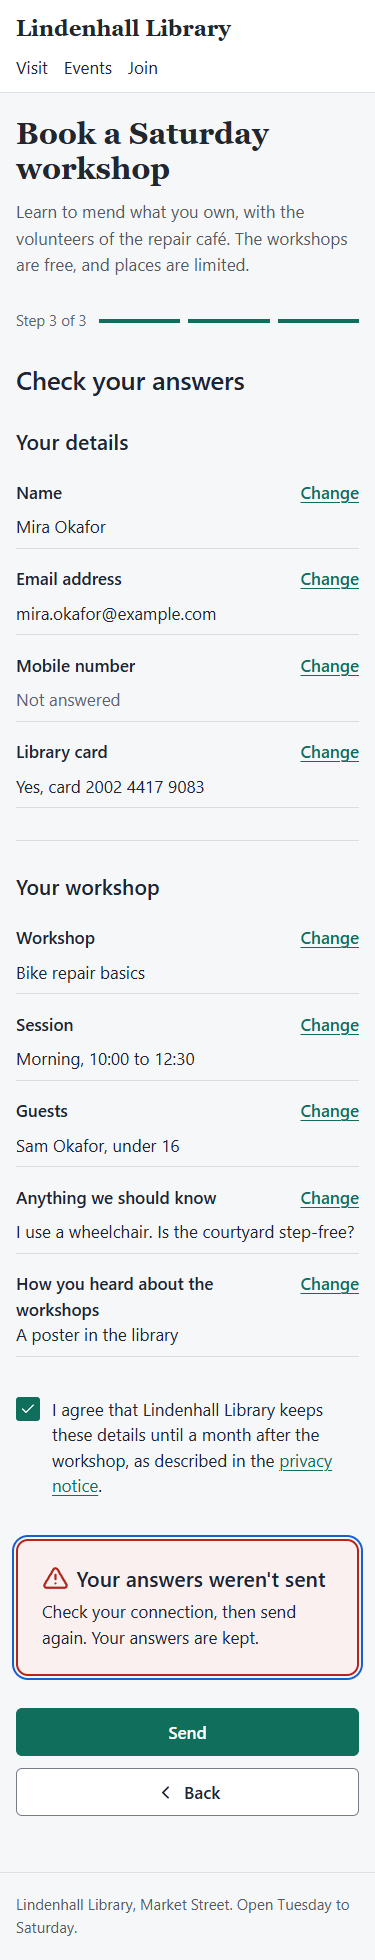 Lindenhall Library
Visit Events Join
Book a Saturday
workshop
Learn to mend what you own, with the
volunteers of the repair café. The workshops
are free, and places are limited.
Step 3 of 3
Check your answers
Your details
Name Change
Mira Okafor
Email address Change
mira.okafor@example.com
Mobile number Change
Not answered
Library card Change
Yes, card 2002 4417 9083
Your workshop
Workshop Change
Bike repair basics
Session Change
Morning, 10:00 to 12:30
Guests Change
Sam Okafor, under 16
Anything we should know Change
I use a wheelchair. Is the courtyard step-free?
How you heard about the Change
workshops
A poster in the library
I agree that Lindenhall Library keeps
these details until a month after the
workshop, as described in the privacy
notice.
Your answers weren't sent
Check your connection, then send
again. Your answers are kept.
Send
Back
Lindenhall Library, Market Street. Open Tuesday to
Saturday.